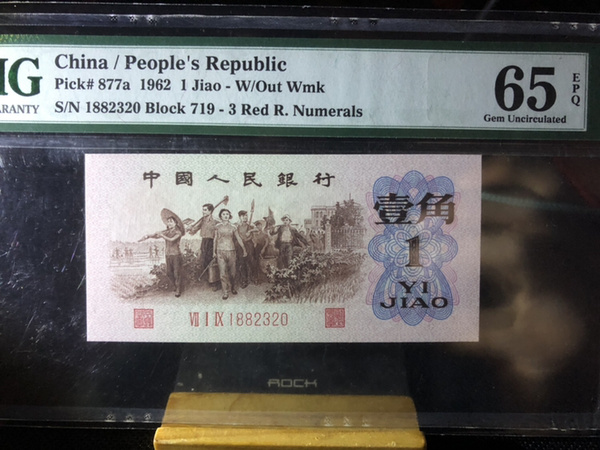 MG
ARANTY
China / People's Republic
Pick# 877a 1962 1 Jiao - W/Out Wmk
S/N 1882320 Block 719 - 3 Red R. Numerals
65
EPQ
Gem Uncirculated
中國人民銀行
壹角
1
YI
JIAO
Ⅶ Ⅰ Ⅸ 1882320
ROCK